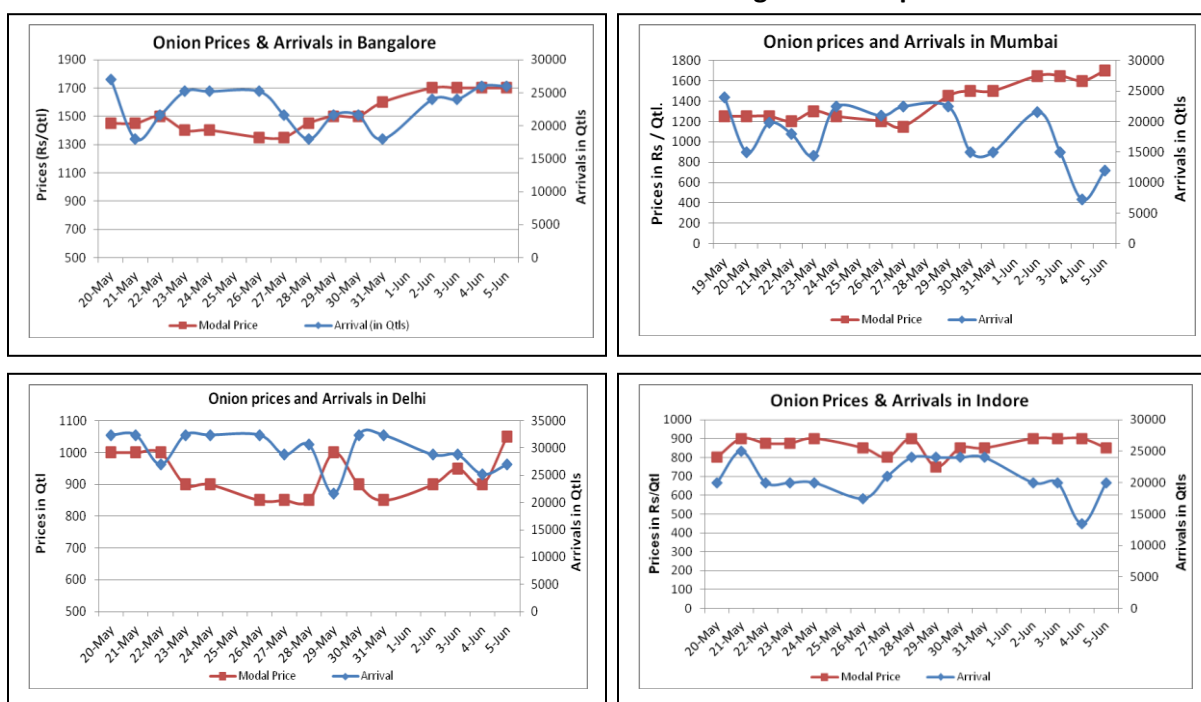 Onion Prices & Arrivals in Bangalore
Prices (Rs/Qtl)
1900
1700
1500
1300
1100
900
700
500
30000
25000
20000
15000
10000
5000
0
Arrivals in Qtls
20-May
21-May
22-May
23-May
24-May
25-May
26-May
27-May
28-May
29-May
30-May
31-May
1-Jun
2-Jun
3-Jun
4-Jun
5-Jun
Modal Price
Arrival (in Qtls)
Onion prices and Arrivals in Mumbai
Prices in Rs / Qtl.
1800
1600
1400
1200
1000
800
600
400
200
0
30000
25000
20000
15000
10000
5000
0
Arrivals in Qtls
19-May
20-May
21-May
22-May
23-May
24-May
25-May
26-May
27-May
28-May
29-May
30-May
31-May
1-Jun
2-Jun
3-Jun
4-Jun
5-Jun
Modal Price
Arrival
Onion prices and Arrivals in Delhi
Prices in Qtl
1100
1000
900
800
700
600
500
35000
30000
25000
20000
15000
10000
5000
0
Arrivals in Qtls
20-May
21-May
22-May
23-May
24-May
25-May
26-May
27-May
28-May
29-May
30-May
31-May
1-Jun
2-Jun
3-Jun
4-Jun
5-Jun
Modal Price
Arrival
Onion Prices & Arrivals in Indore
Prices in Rs/Qtl
1000
900
800
700
600
500
400
300
200
100
0
30000
25000
20000
15000
10000
5000
0
Arrivals in Qtls
20-May
21-May
22-May
23-May
24-May
25-May
26-May
27-May
28-May
29-May
30-May
31-May
1-Jun
2-Jun
3-Jun
4-Jun
5-Jun
Modal Price
Arrival